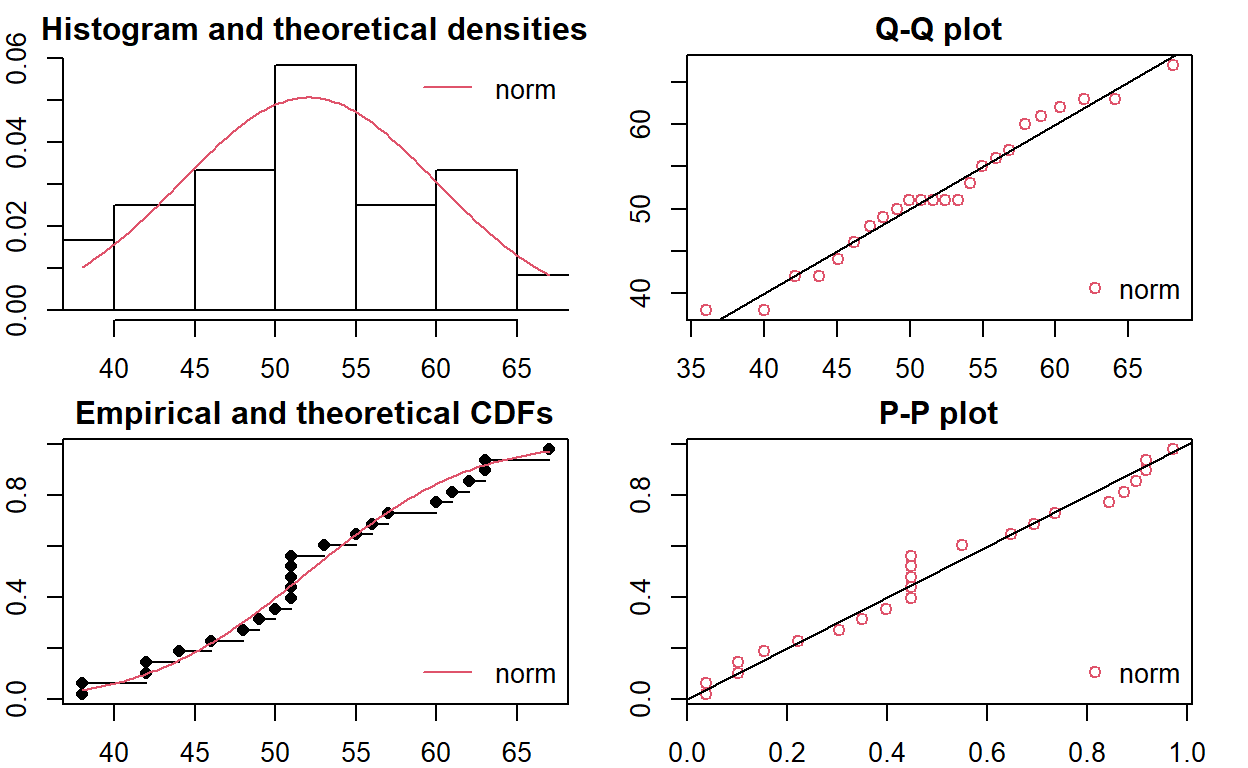 Histogram and theoretical densities
norm
0.00 0.02 0.04 0.06
40 45 50 55 60 65
Q-Q plot
norm
40 50 60
35 40 45 50 55 60 65
Empirical and theoretical CDFs
norm
0.0 0.4 0.8
40 45 50 55 60 65
P-P plot
norm
0.0 0.4 0.8
0.0 0.2 0.4 0.6 0.8 1.0